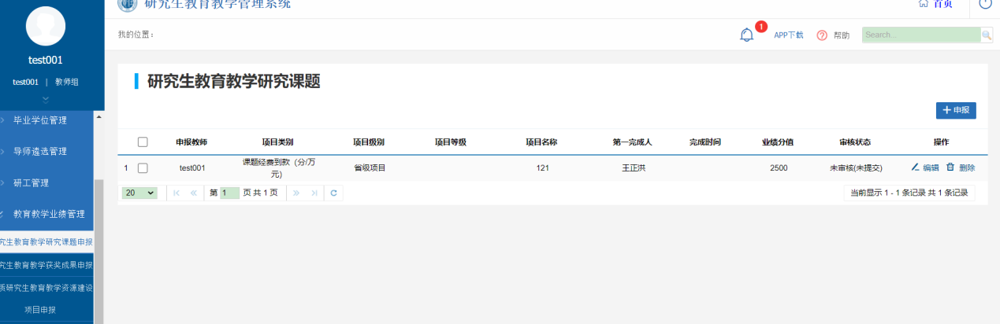 研究生教育教学管理系统
首页
test001
test001 | 教师组
我的位置：
1
APP下载
帮助
Search...
毕业学位管理
导师遴选管理
研工管理
教育教学业绩管理
究生教育教学研究课题申报
究生教育教学获奖成果申报
质研究生教育教学资源建设
项目申报
研究生教育教学研究课题
申报
申报教师 项目类别 项目级别 项目等级 项目名称 第一完成人 完成时间 业绩分值 审核状态 操作
1 test001 课题经费到款（分/万元） 省级项目 121 王正洪 2500 未审核(未提交) 编辑 删除
20 第 1 页 共 1 页
当前显示 1 - 1 条记录 共 1 条记录